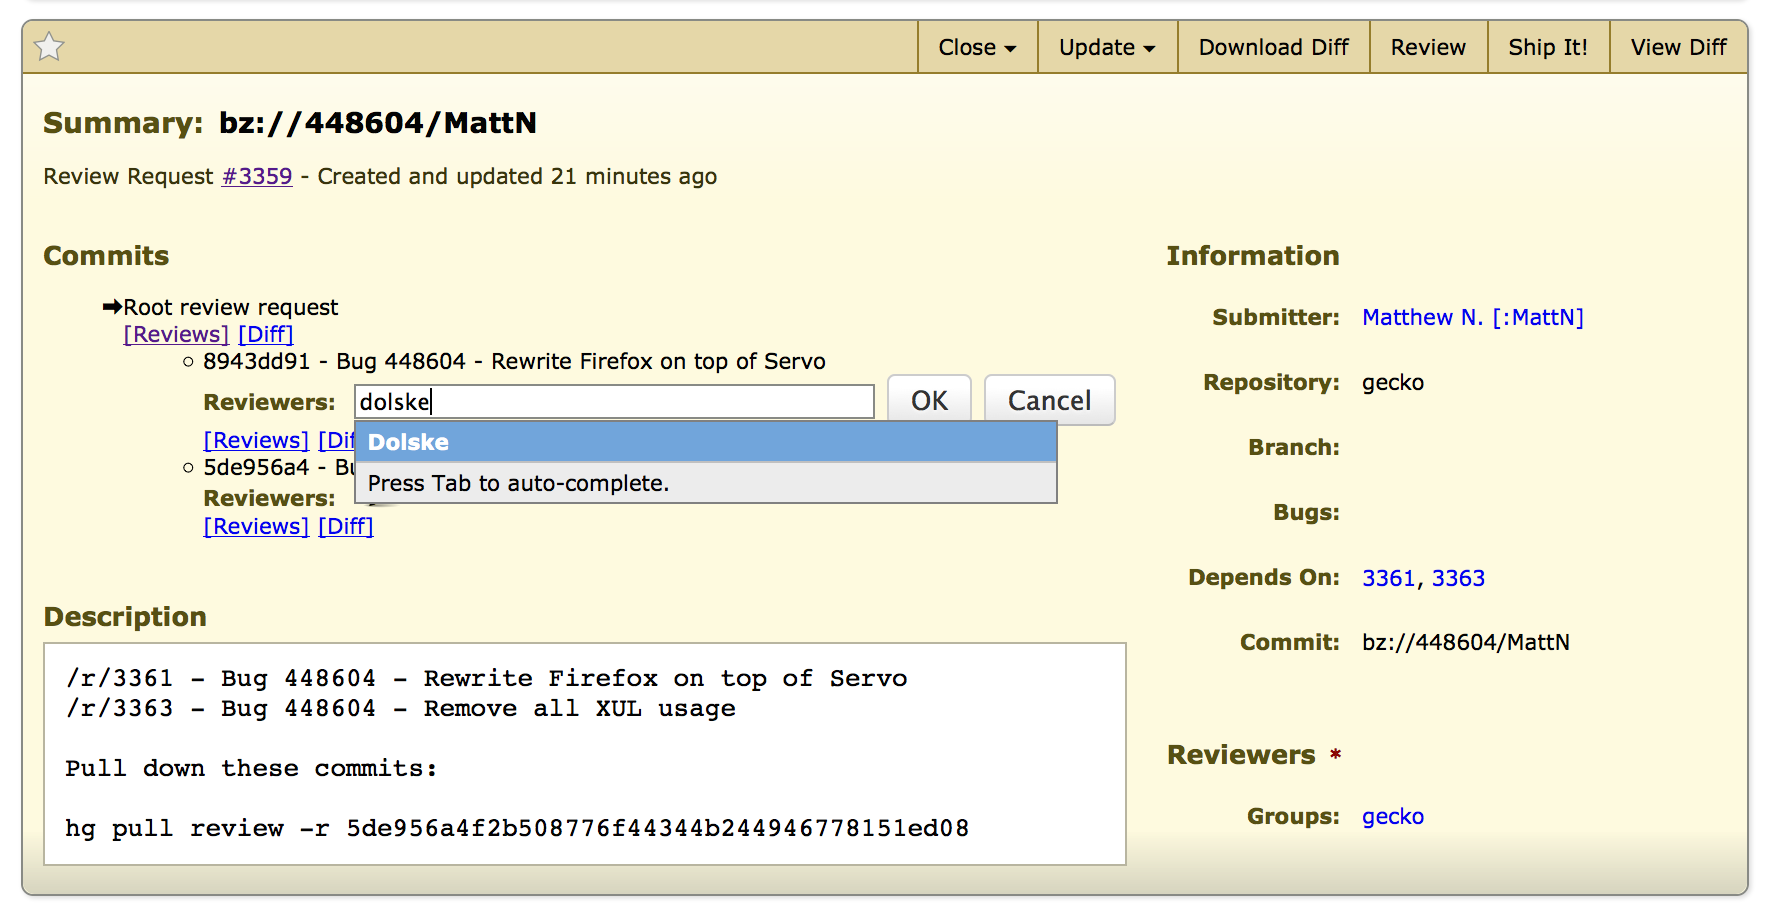 Close Update Download Diff Review Ship It! View Diff
Summary: bz://448604/MattN
Review Request #3359 - Created and updated 21 minutes ago
Commits
Root review request
[Reviews] [Diff]
8943dd91 - Bug 448604 - Rewrite Firefox on top of Servo
Reviewers: dolske OK Cancel
[Reviews]
Dolske
5de956a4 -
Press Tab to auto-complete.
Reviewers:
[Reviews] [Diff]
Description
/r/3361 - Bug 448604 - Rewrite Firefox on top of Servo
/r/3363 - Bug 448604 - Remove all XUL usage
Pull down these commits:
hg pull review -r 5de956a4f2b508776f44344b244946778151ed08
Information
Submitter: Matthew N. [:MattN]
Repository: gecko
Branch:
Bugs:
Depends On: 3361, 3363
Commit: bz://448604/MattN
Reviewers *
Groups: gecko